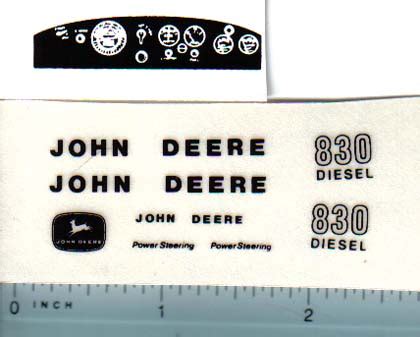 JOHN DEERE
JOHN DEERE
830
DIESEL
JOHN DEERE
JOHN DEERE
Power Steering Power Steering
830
DIESEL
0 INCH 1 2